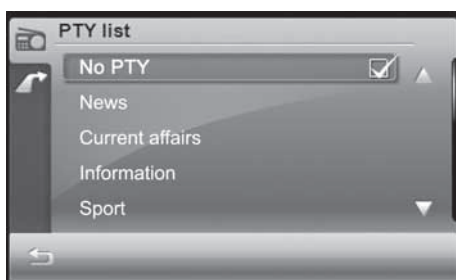 PTY list
No PTY
News
Current affairs
Information
Sport